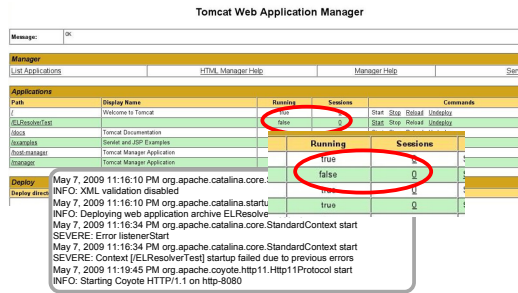 Tomcat Web Application Manager
Message: OK
Manager
List Applications HTML Manager Help Manager Help Ser
Applications
Path Display Name Running Sessions Commands
/ Welcome to Tomcat true Start Stop Reload Undeploy
/ELResolverTest false 0 Start Stop Reload Undeploy
/docs Tomcat Documentation
/examples Servlet and JSP Examples
/host-manager Tomcat Manager Application
/manager Tomcat Manager Application
Running Sessions
true 0
false 0
true 0
true 0
Deploy
Deploy direct
May 7, 2009 11:16:10 PM org.apache.catalina.core.
INFO: XML validation disabled
May 7, 2009 11:16:10 PM org.apache.catalina.startu
INFO: Deploying web application archive ELResolve
May 7, 2009 11:16:34 PM org.apache.catalina.core.StandardContext start
SEVERE: Error listenerStart
May 7, 2009 11:16:34 PM org.apache.catalina.core.StandardContext start
SEVERE: Context [/ELResolverTest] startup failed due to previous errors
May 7, 2009 11:19:45 PM org.apache.coyote.http11.Http11Protocol start
INFO: Starting Coyote HTTP/1.1 on http-8080